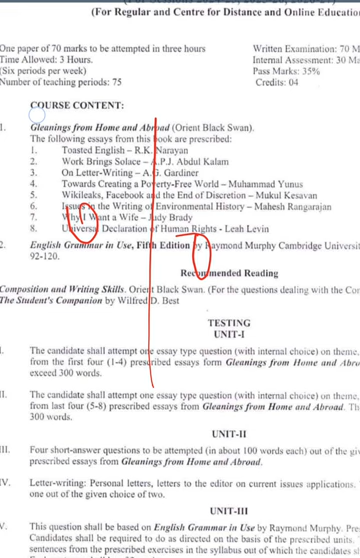 (For Regular and Centre for Distance and Online Education
One paper of 70 marks to be attempted in three hours
Written Examination: 70 M
Time Allowed: 3 Hours.
Internal Assessment: 30 Ma
(Six periods per week)
Pass Marks: 35%
Number of teaching periods: 75
Credits: 04
COURSE CONTENT:
1. Gleanings from Home and Abroad (Orient Black Swan).
The following essays from this book are prescribed:
1. Toasted English – R.K. Narayan
2. Work Brings Solace – A.P.J. Abdul Kalam
3. On Letter-Writing – A.G. Gardiner
4. Towards Creating a Poverty-Free World – Muhammad Yunus
5. Wikileaks, Facebook and the End of Discretion – Mukul Kesavan
6. Issues in the Writing of Environmental History – Mahesh Rangarajan
7. Why I Want a Wife – Judy Brady
8. Universal Declaration of Human Rights - Leah Levin
2. English Grammar in Use, Fifth Edition by Raymond Murphy Cambridge Universit
92-120.
Recommended Reading
Composition and Writing Skills. Orient Black Swan. (For the questions dealing with the Com
The Student's Companion by Wilfred D. Best
TESTING
UNIT-I
I. The candidate shall attempt one essay type question (with internal choice) on theme,
from the first four (1-4) prescribed essays form Gleanings from Home and Abro
exceed 300 words.
II. The candidate shall attempt one essay type question (with internal choice) on theme,
from last four (5-8) prescribed essays from Gleanings from Home and Abroad. Th
300 words.
UNIT-II
III. Four short-answer questions to be attempted (in about 100 words each) out of the giv
prescribed essays from Gleanings from Home and Abroad.
IV. Letter-writing: Personal letters, letters to the editor on current issues applications.
one out of the given choice of two.
UNIT-III
V. This question shall be based on English Grammar in Use by Raymond Murphy. Pre
Candidates shall be required to do as directed on the basis of the prescribed units.
sentences from the prescribed exercises in the syllabus out of which the candidates